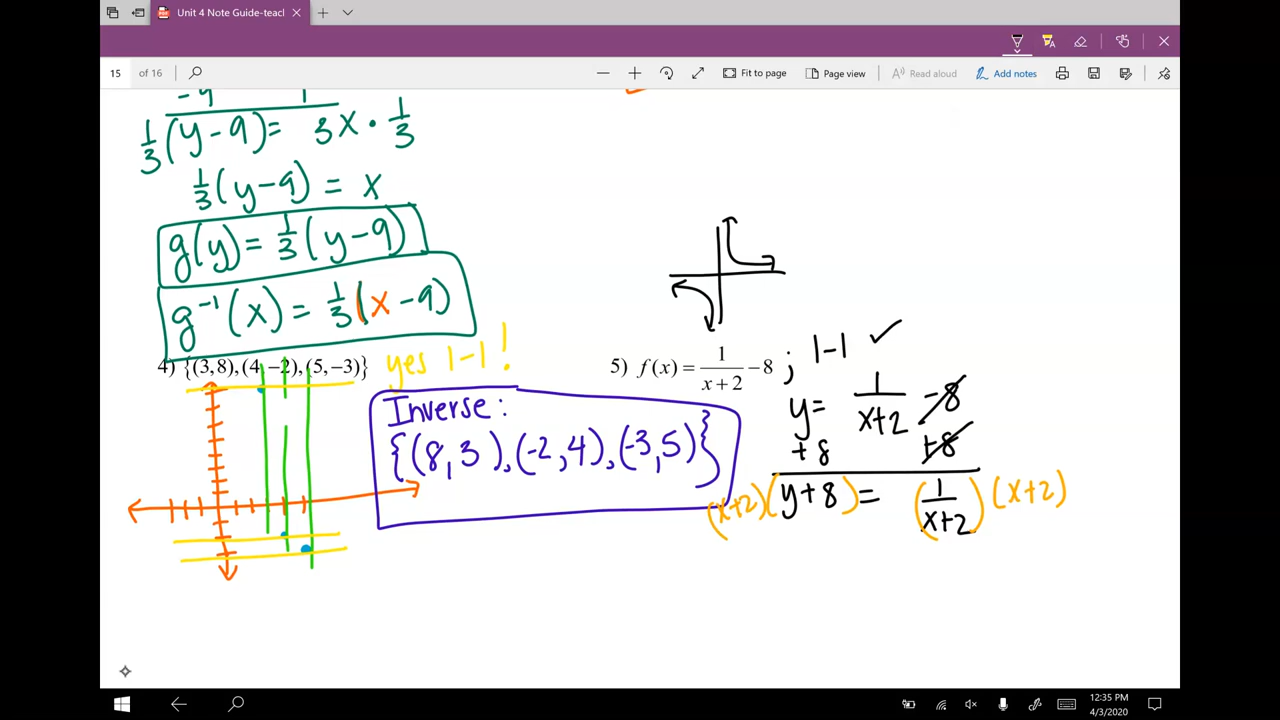 Unit 4 Note Guide-teacl
15 of 16
Fit to page
Page view
Read aloud
Add notes
-9
1/3(y-9)= 3x • 1/3
1/3(y-9) = x
g(y)= 1/3(y-9)
g⁻¹(x) = 1/3(x-9)
4) {(3,8),(4,−2),(5,−3)} yes 1-1!
Inverse:
{(8,3),(-2,4),(-3,5)}
5) f(x) = 1/(x+2) − 8 ; 1-1 ✓
y= 1/(x+2) -8
+8 +8
(x+2)(y+8) = (1/(x+2))(x+2)
12:35 PM
4/3/2020